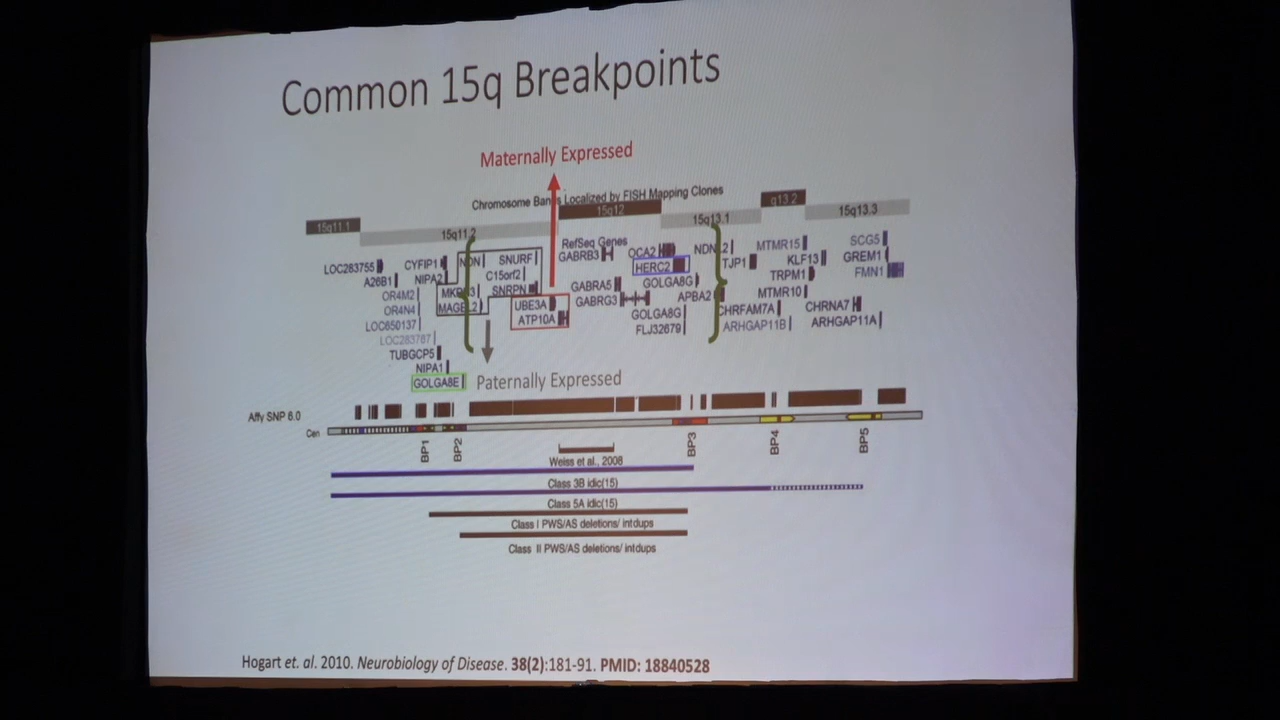 Common 15q Breakpoints
Maternally Expressed
Chromosome Bands Localized by FISH Mapping Clones
15q11.1
15q11.2
15q12
15q13.1
q13.2
15q13.3
RefSeq Genes
LOC283755
A26B1
OR4M2
OR4N4
LOC650137
LOC283767
TUBGCP5
NIPA1
GOLGA8E
CYFIP1
NIPA2
MKRN3
MAGEL2
NDN
SNURF
C15orf2
SNRPN
UBE3A
ATP10A
GABRB3
GABRA5
GABRG3
OCA2
HERC2
GOLGA8G
APBA2
GOLGA8G
FLJ32679
NDNL2
TJP1
CHRFAM7A
ARHGAP11B
MTMR15
KLF13
TRPM1
MTMR10
CHRNA7
ARHGAP11A
SCG5
GREM1
FMN1
Paternally Expressed
Affy SNP 6.0
Cen
BP1
BP2
BP3
BP4
BP5
Weiss et al., 2008
Class 3B idic(15)
Class 5A idic(15)
Class I PWS/AS deletions/ intdups
Class II PWS/AS deletions/ intdups
Hogart et. al. 2010. Neurobiology of Disease. 38(2):181-91. PMID: 18840528